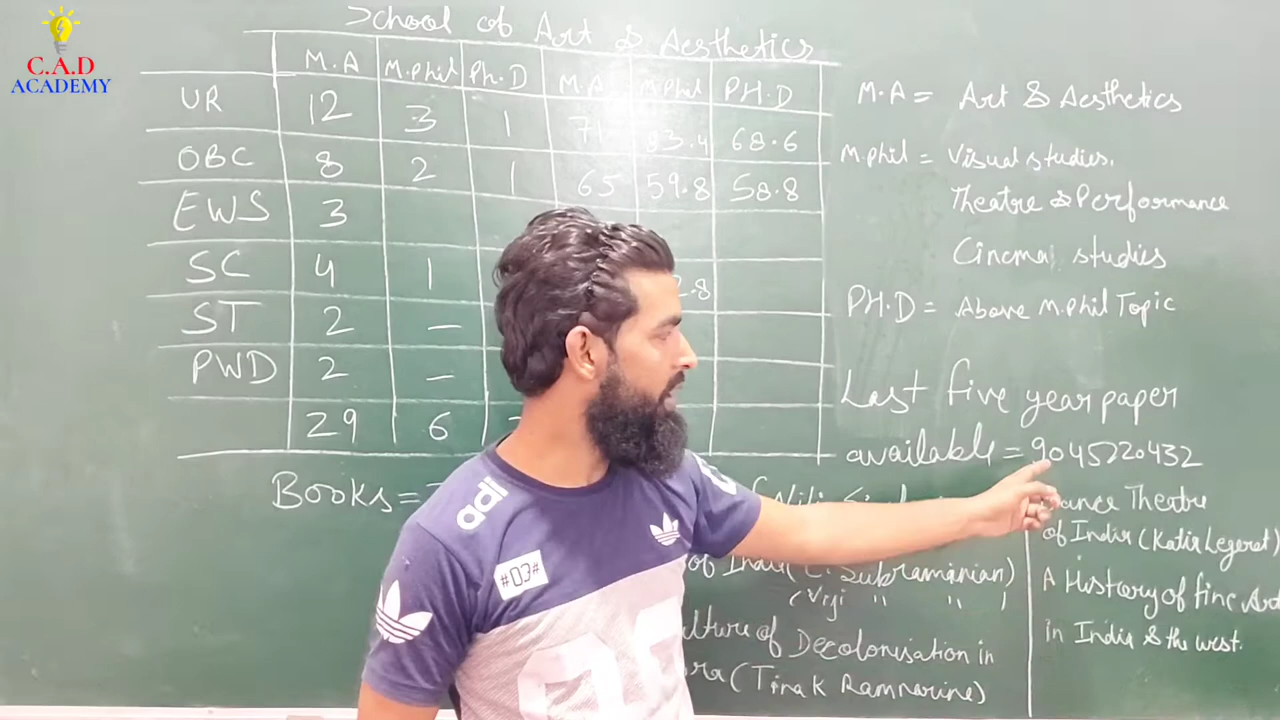 C.A.D
ACADEMY
School of Art & Aesthetics
M.A M.Phil Ph.D M.A M.Phil PH.D
UR 12 3 1 71 83.4 68.6
OBC 8 2 1 65 59.8 58.8
EWS 3
SC 4 1 .8
ST 2 -
PWD 2 -
29 6
M.A = Art & Aesthetics
M.phil = Visual studies.
Theatre & Performance
Cinema studies
PH.D = Above M.phil Topic
Last five year paper
available = 9045220432
Books =
Theatre
of India (Katia Legeret)
A History of fine Art
in India & the west.
of India (C. Subramanian)
(Viji " " )
of Decolonisation in
(Tina K Ramnarine)
adi
#03#